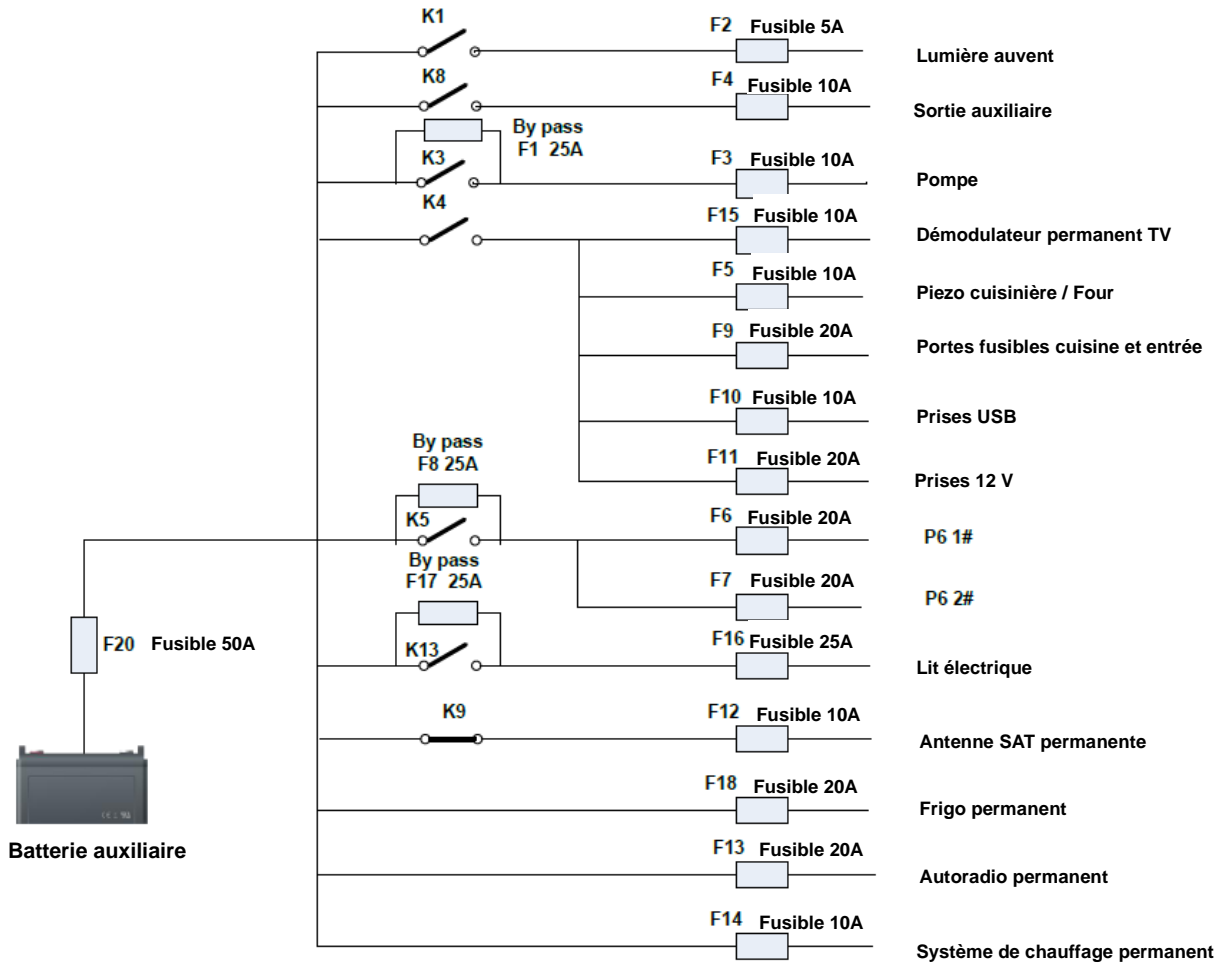 K1
F2 Fusible 5A
Lumière auvent
K8
F4 Fusible 10A
Sortie auxiliaire
By pass
F1 25A
K3
F3 Fusible 10A
Pompe
K4
F15 Fusible 10A
Démodulateur permanent TV
F5 Fusible 10A
Piezo cuisinière / Four
F9 Fusible 20A
Portes fusibles cuisine et entrée
F10 Fusible 10A
Prises USB
By pass
F8 25A
F11 Fusible 20A
Prises 12 V
K5
F6 Fusible 20A
P6 1#
By pass
F17 25A
F7 Fusible 20A
P6 2#
F20 Fusible 50A
K13
F16 Fusible 25A
Lit électrique
K9
F12 Fusible 10A
Antenne SAT permanente
F18 Fusible 20A
Frigo permanent
Batterie auxiliaire
F13 Fusible 20A
Autoradio permanent
F14 Fusible 10A
Système de chauffage permanent